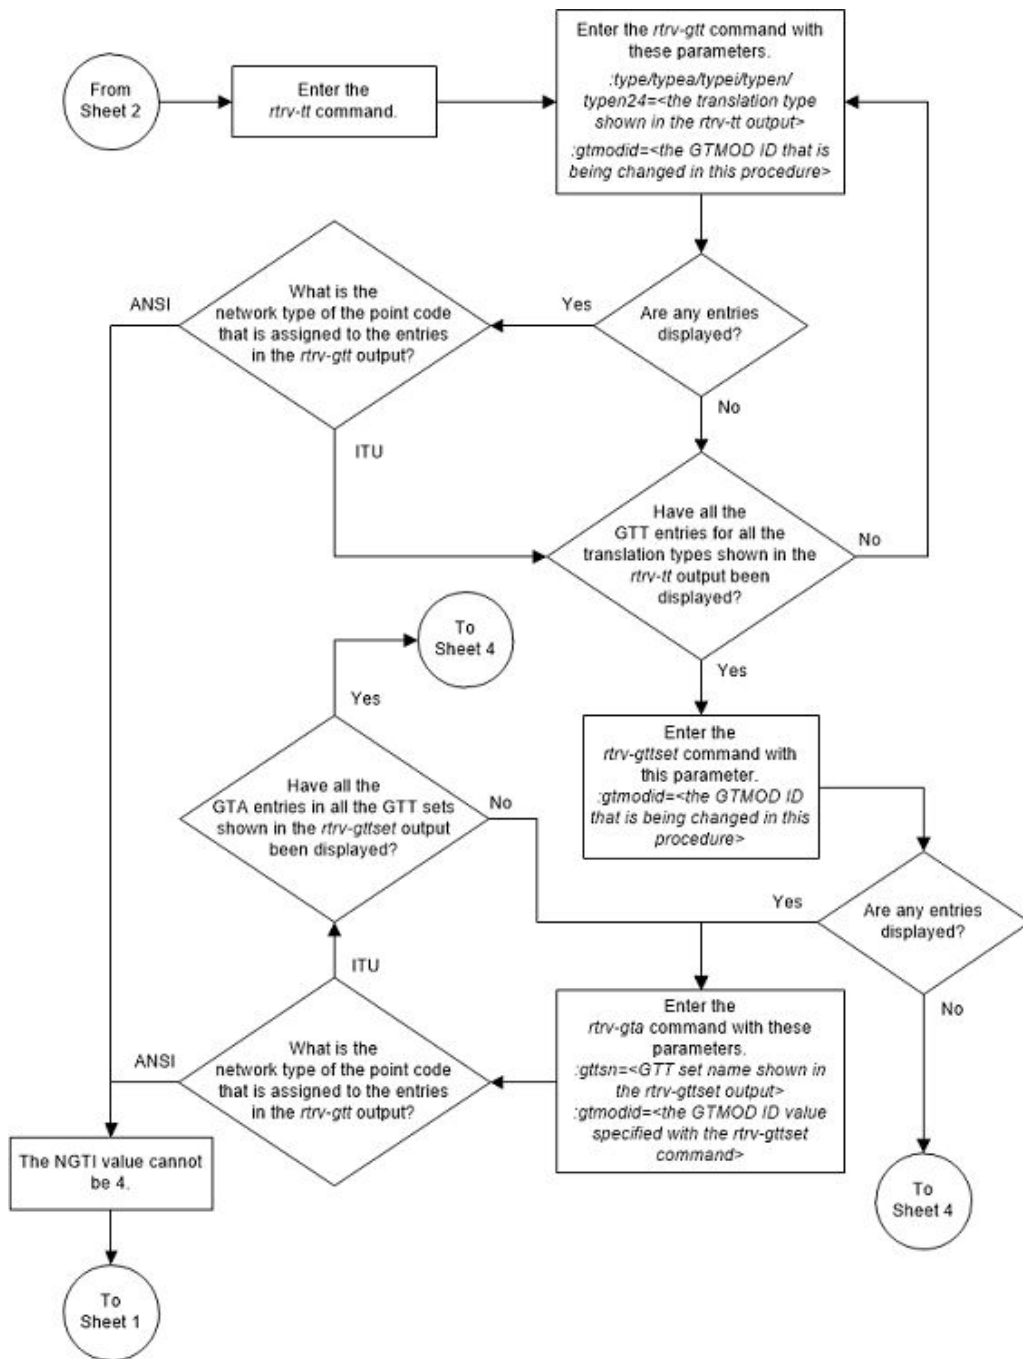 From
Sheet 2
Enter the
rtrv-tt command.
Enter the rtrv-gtt command with
these parameters.
:type/typea/typei/typen/
typen24=<the translation type
shown in the rtrv-tt output>
:gtmodid=<the GTMOD ID that is
being changed in this procedure>
Are any entries
displayed?
Yes
No
What is the
network type of the point code
that is assigned to the entries
in the rtrv-gtt output?
ANSI
ITU
Have all the
GTT entries for all the
translation types shown in the
rtrv-tt output been
displayed?
No
Yes
To
Sheet 4
Yes
Enter the
rtrv-gttset command with
this parameter.
:gtmodid=<the GTMOD ID
that is being changed in this
procedure>
Have all the
GTA entries in all the GTT sets
shown in the rtrv-gttset output
been displayed?
No
Yes
Are any entries
displayed?
No
ITU
Enter the
rtrv-gta command with these
parameters.
:gttsn=<GTT set name shown in
the rtrv-gttset output>
:gtmodid=<the GTMOD ID value
specified with the rtrv-gttset
command>
What is the
network type of the point code
that is assigned to the entries
in the rtrv-gtt output?
ANSI
The NGTI value cannot
be 4.
To
Sheet 4
To
Sheet 1